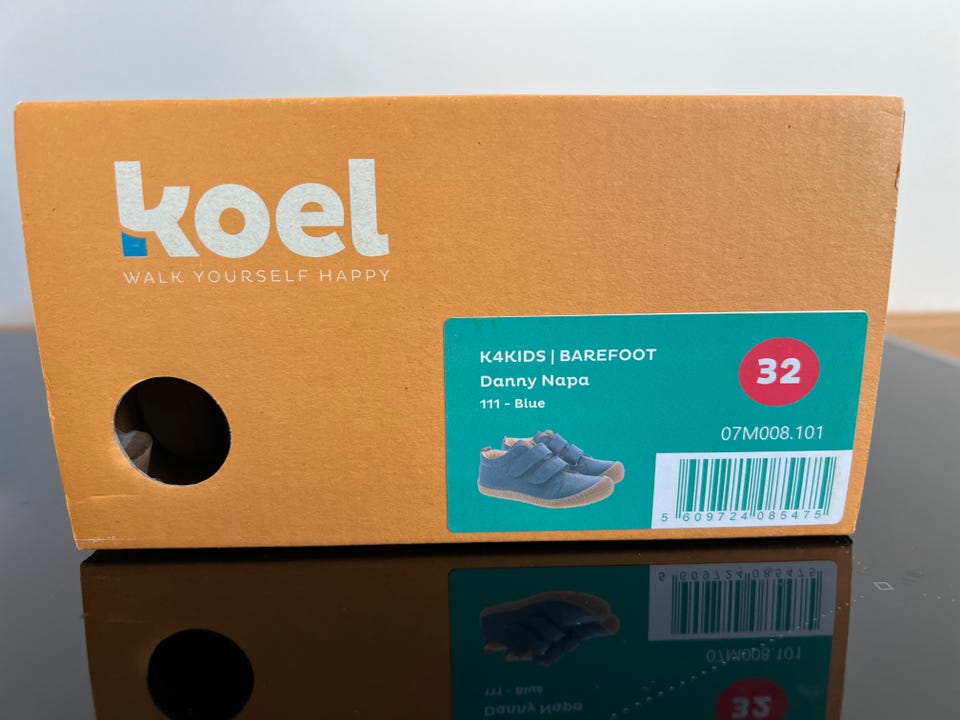 koel
WALK YOURSELF HAPPY
K4KIDS | BAREFOOT
Danny Napa
111 - Blue
32
07M008.101
5 609724 085475